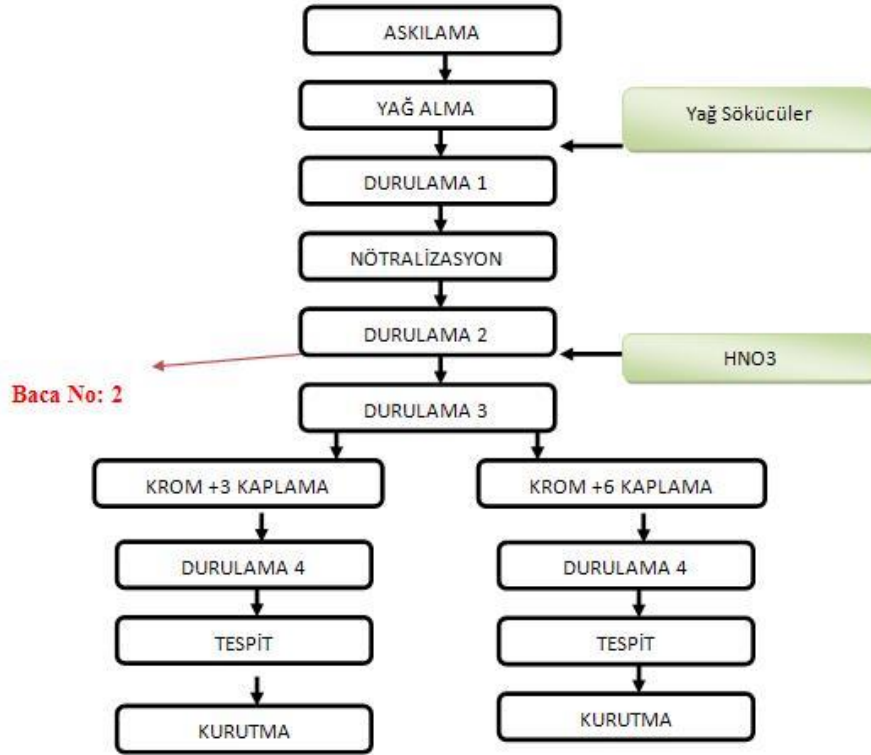 ASKILAMA
YAĞ ALMA
Yağ Sökücüler
DURULAMA 1
NÖTRALİZASYON
DURULAMA 2
HNO3
Baca No: 2
DURULAMA 3
KROM +3 KAPLAMA
KROM +6 KAPLAMA
DURULAMA 4
DURULAMA 4
TESPİT
TESPİT
KURUTMA
KURUTMA